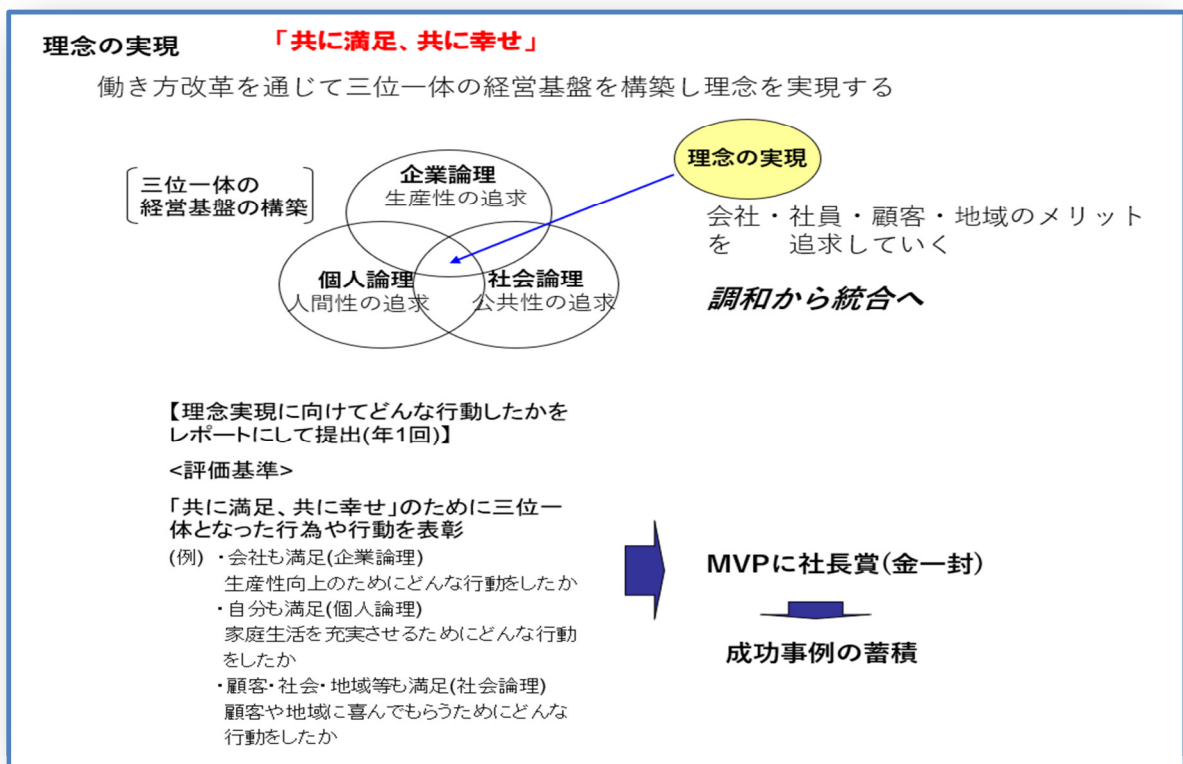 理念の実現 「共に満足、共に幸せ」
働き方改革を通じて三位一体の経営基盤を構築し理念を実現する
三位一体の
経営基盤の構築
企業論理
生産性の追求
個人論理
人間性の追求
社会論理
公共性の追求
理念の実現
会社・社員・顧客・地域のメリット
を　　追求していく
調和から統合へ
【理念実現に向けてどんな行動したかを
レポートにして提出(年1回)】
<評価基準>
「共に満足、共に幸せ」のために三位一
体となった行為や行動を表彰
(例) ・会社も満足(企業論理)
生産性向上のためにどんな行動をしたか
・自分も満足(個人論理)
家庭生活を充実させるためにどんな行動
をしたか
・顧客・社会・地域等も満足(社会論理)
顧客や地域に喜んでもらうためにどんな
行動をしたか
MVPに社長賞(金一封)
成功事例の蓄積